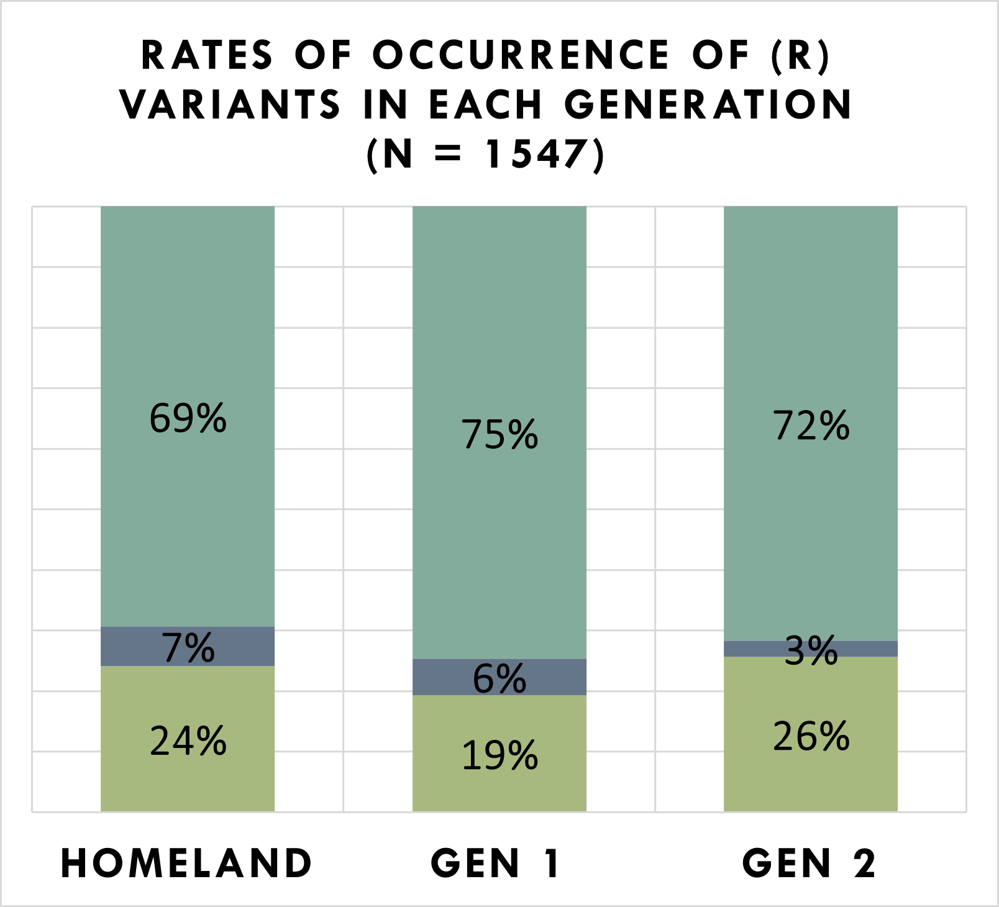 RATES OF OCCURRENCE OF (R)
VARIANTS IN EACH GENERATION
(N = 1547)
69% 75% 72%
7% 6% 3%
24% 19% 26%
HOMELAND GEN 1 GEN 2